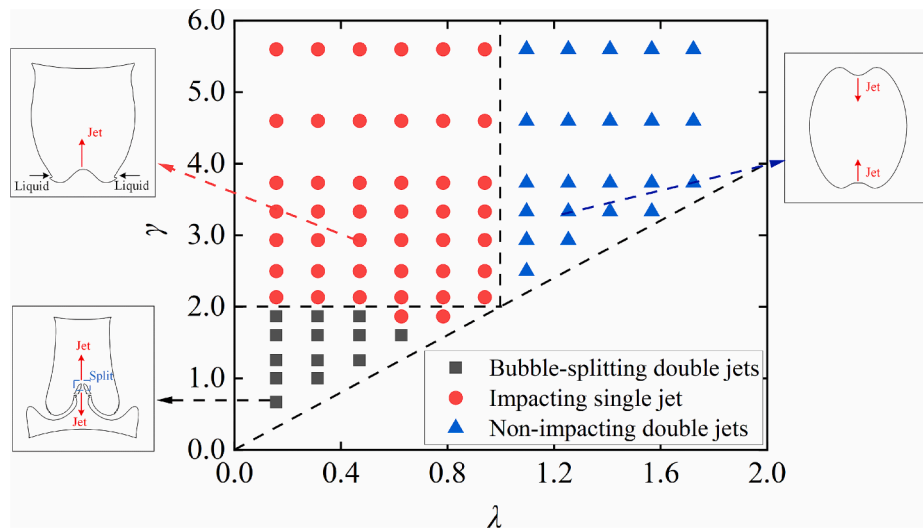 6.0
5.0
4.0
3.0
2.0
1.0
0.0
γ
0.0
0.4
0.8
1.2
1.6
2.0
λ
Jet
Liquid
Liquid
Jet
Split
Jet
Jet
Jet
Bubble-splitting double jets
Impacting single jet
Non-impacting double jets